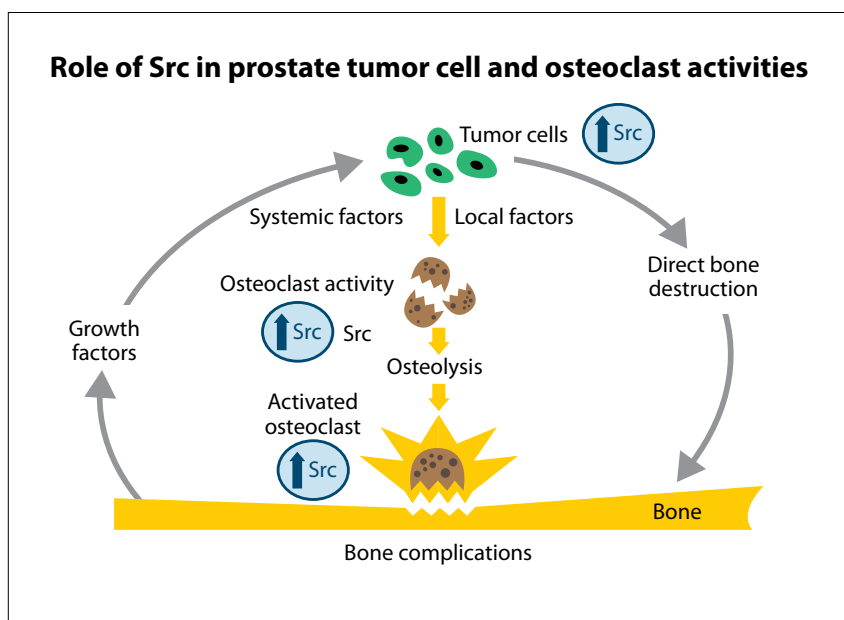 Role of Src in prostate tumor cell and osteoclast activities
Tumor cells
Src
Systemic factors
Local factors
Direct bone
destruction
Osteoclast activity
Src
Src
Growth
factors
Osteolysis
Activated
osteoclast
Src
Bone
Bone complications